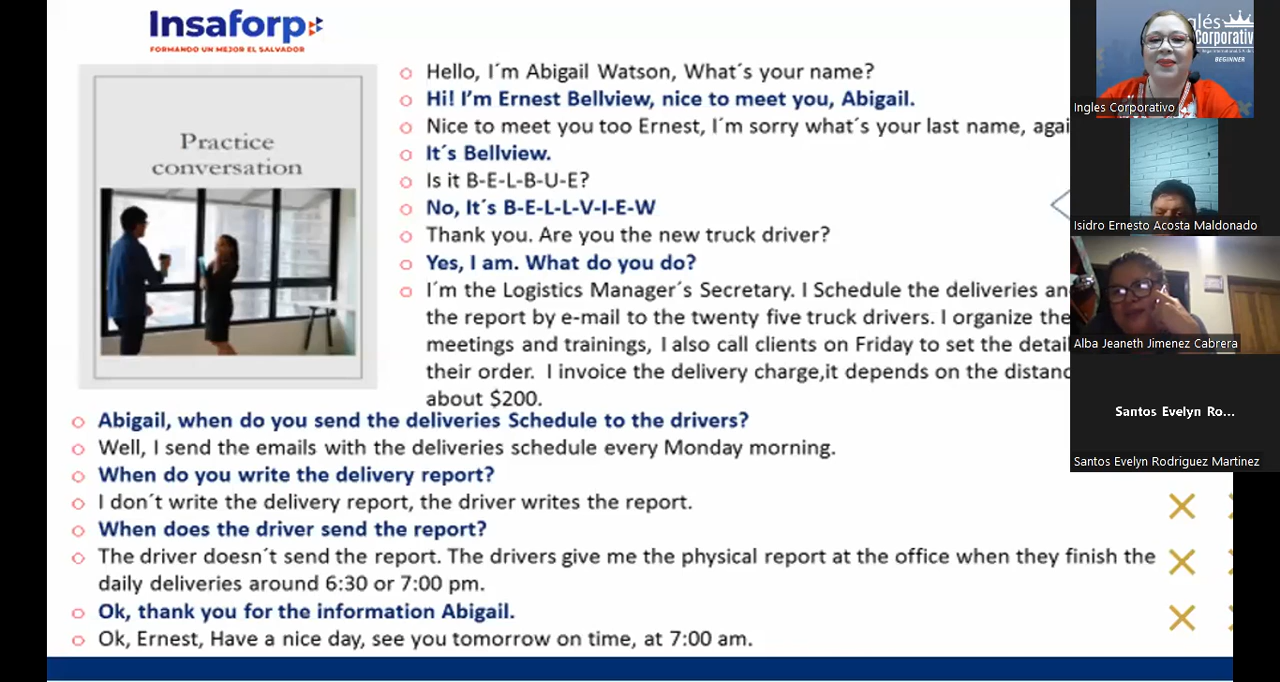 Insaforp
FORMANDO UN MEJOR EL SALVADOR
Practice
conversation
Hello, I´m Abigail Watson, What´s your name?
Hi! I’m Ernest Bellview, nice to meet you, Abigail.
Nice to meet you too Ernest, I´m sorry what´s your last name, agai
It´s Bellview.
Is it B-E-L-B-U-E?
No, It´s B-E-L-L-V-I-E-W
Thank you. Are you the new truck driver?
Yes, I am. What do you do?
I´m the Logistics Manager´s Secretary. I Schedule the deliveries an
the report by e-mail to the twenty five truck drivers. I organize the
meetings and trainings, I also call clients on Friday to set the detail
their order. I invoice the delivery charge,it depends on the distanc
about $200.
Abigail, when do you send the deliveries Schedule to the drivers?
Well, I send the emails with the deliveries schedule every Monday morning.
When do you write the delivery report?
I don´t write the delivery report, the driver writes the report.
When does the driver send the report?
The driver doesn´t send the report. The drivers give me the physical report at the office when they finish the
daily deliveries around 6:30 or 7:00 pm.
Ok, thank you for the information Abigail.
Ok, Ernest, Have a nice day, see you tomorrow on time, at 7:00 am.
glés
Corporativ
BEGINNER
Ingles Corporativo
Isidro Ernesto Acosta Maldonado
Alba Jeaneth Jimenez Cabrera
Santos Evelyn Ro...
Santos Evelyn Rodriguez Martinez